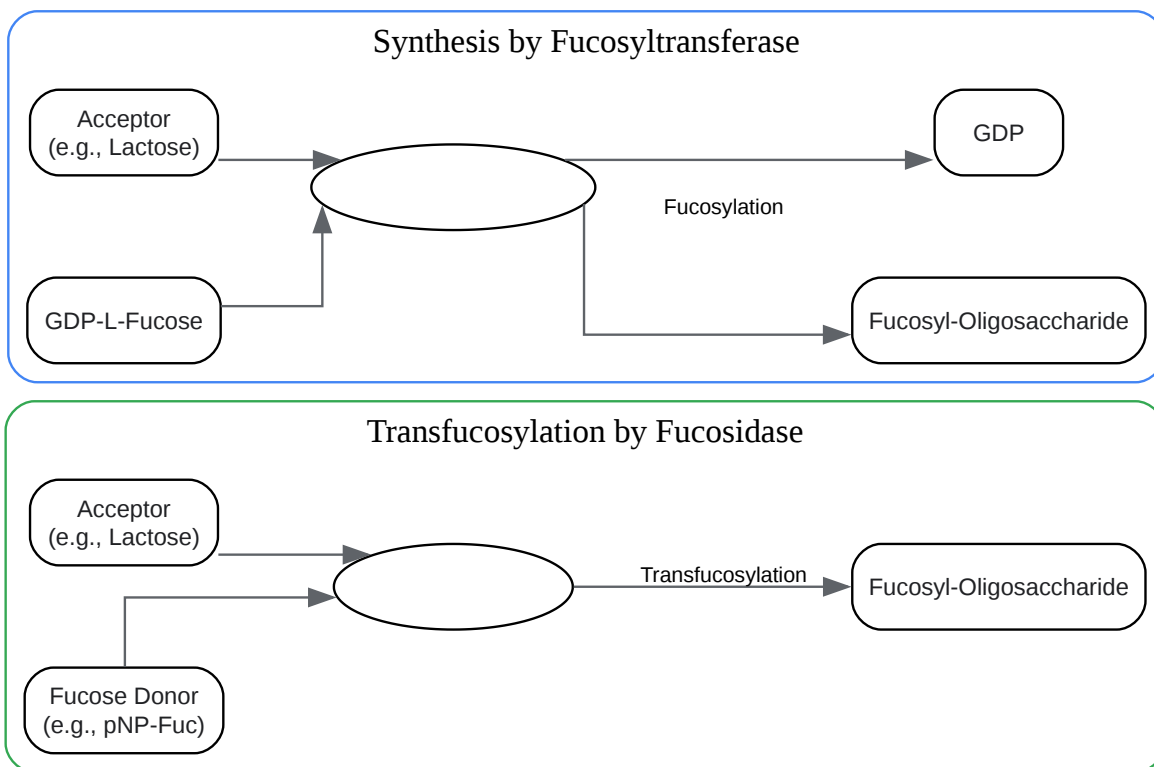 Synthesis by Fucosyltransferase
Acceptor
(e.g., Lactose)
GDP
Fucosylation
GDP-L-Fucose
Fucosyl-Oligosaccharide
Transfucosylation by Fucosidase
Acceptor
(e.g., Lactose)
Transfucosylation
Fucosyl-Oligosaccharide
Fucose Donor
(e.g., pNP-Fuc)